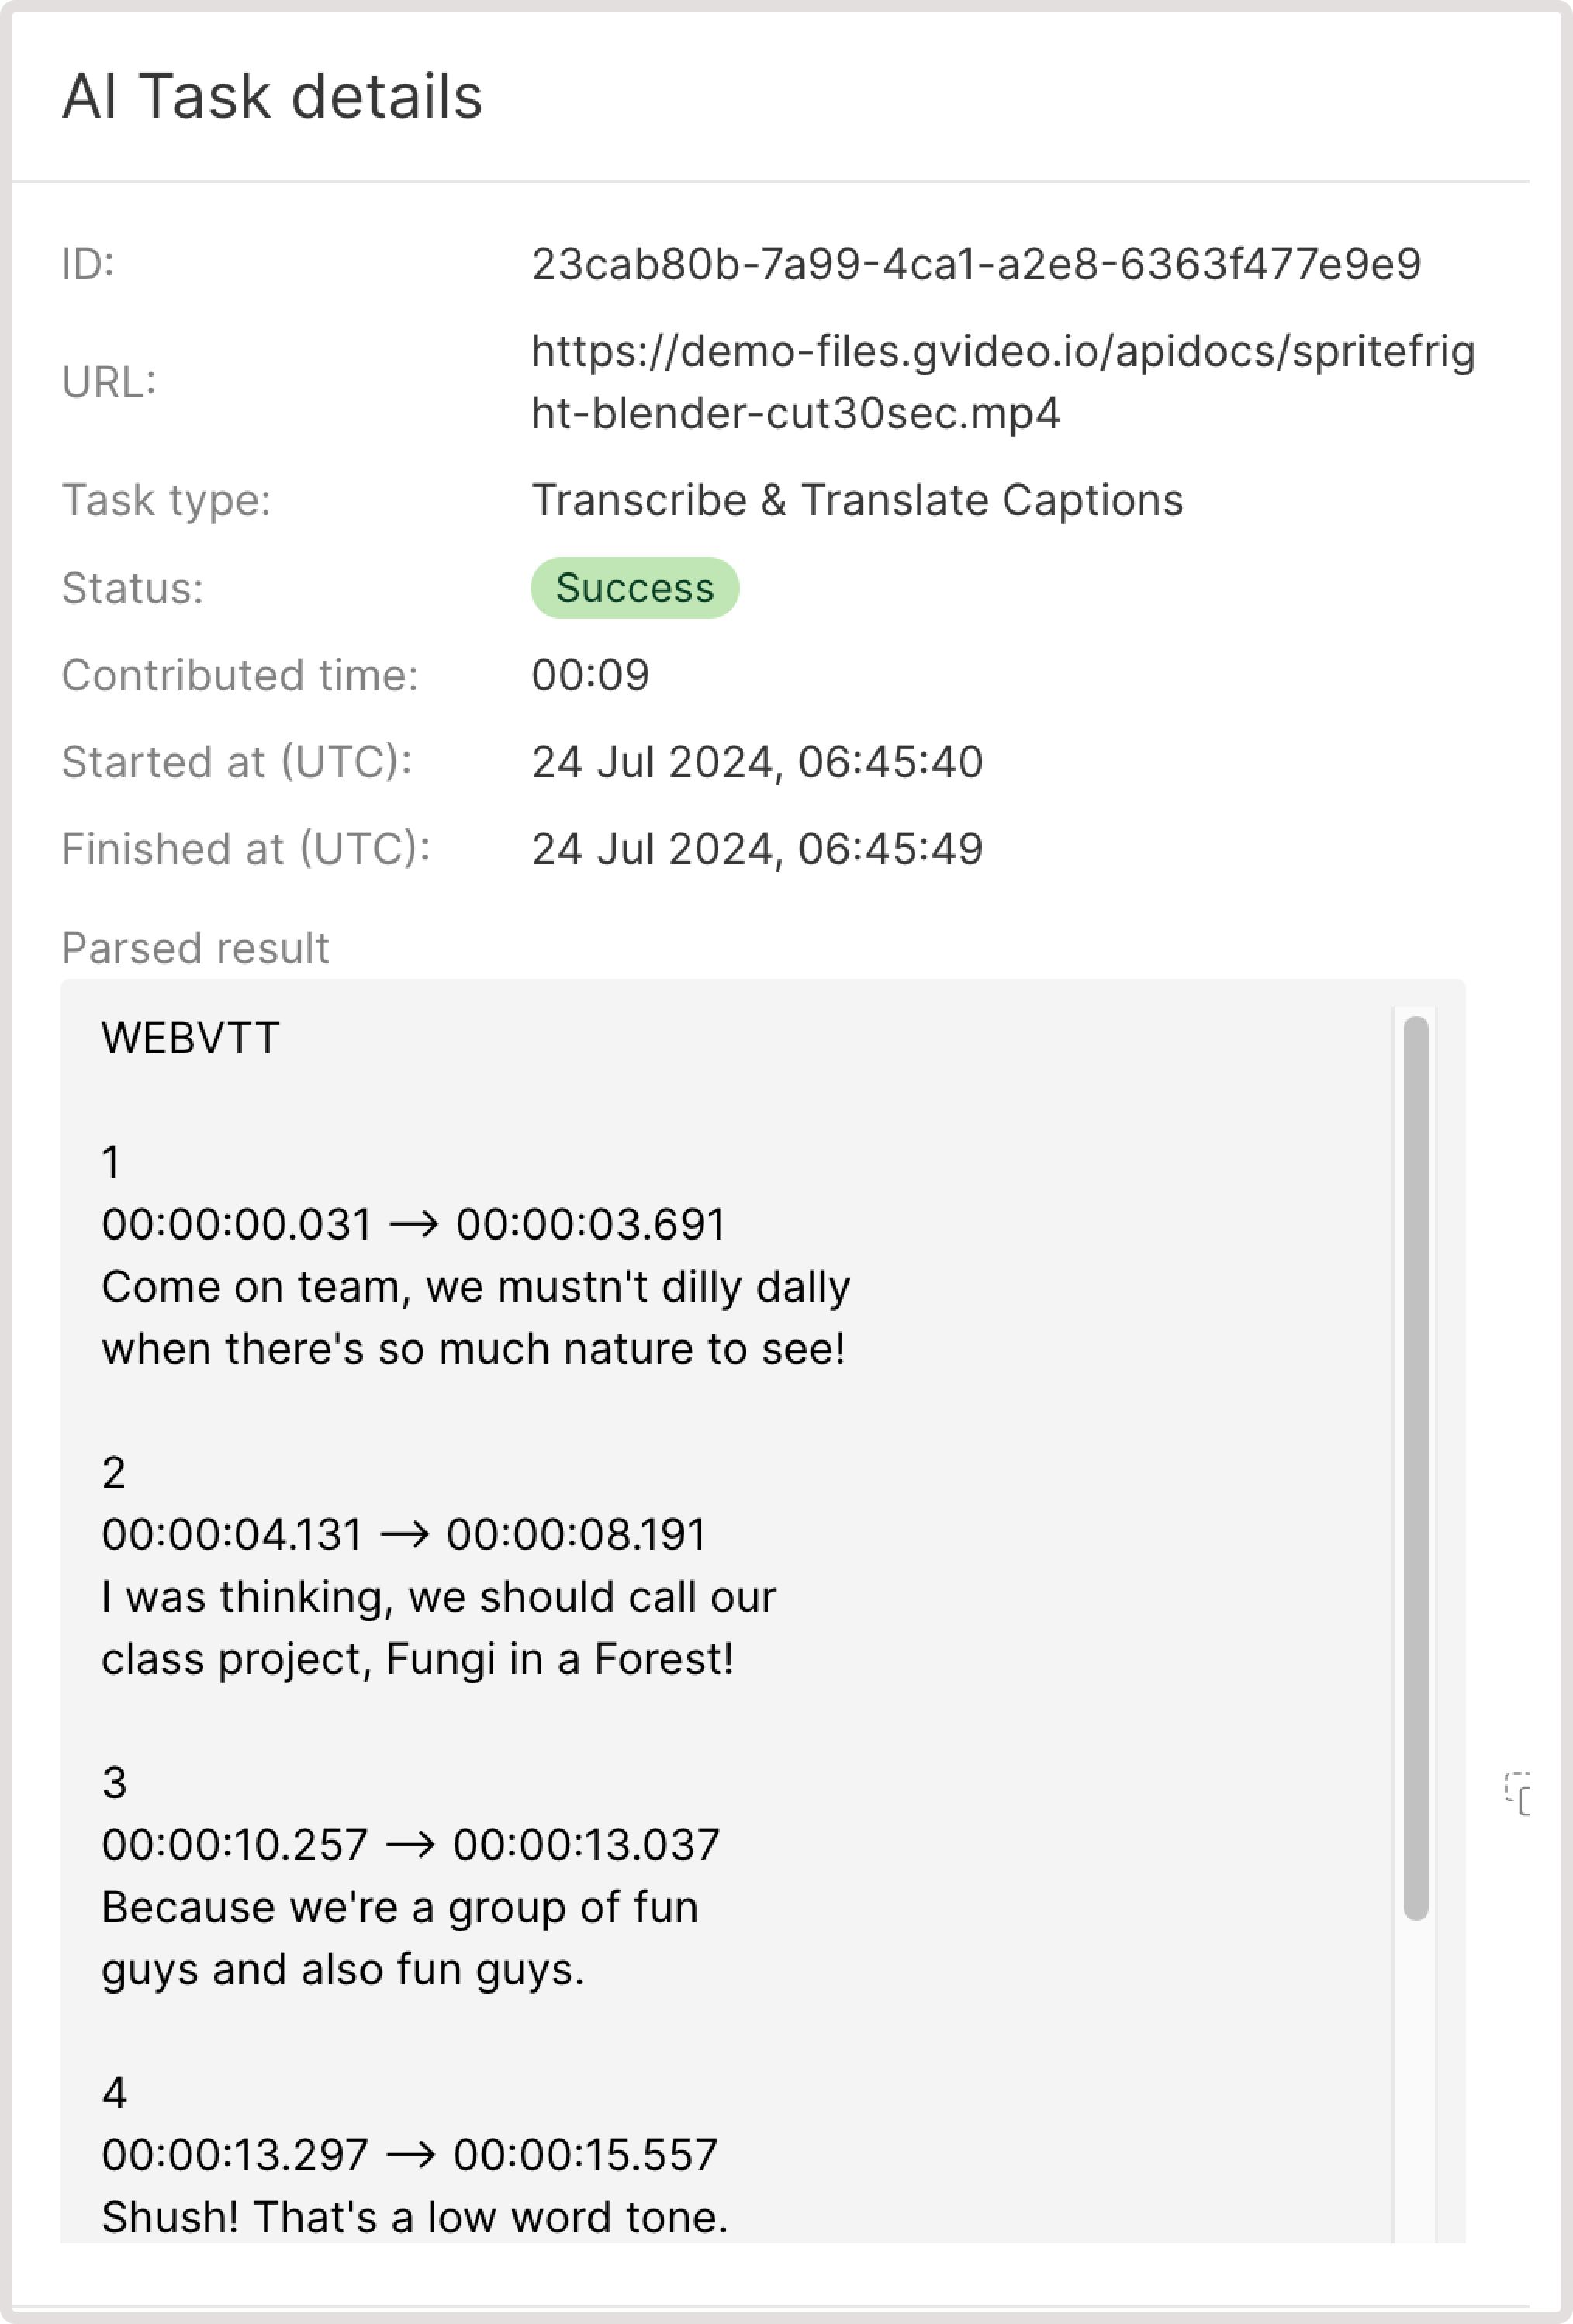 AI Task details
ID: 23cab80b-7a99-4ca1-a2e8-6363f477e9e9
URL: https://demo-files.gvideo.io/apidocs/spritefrig
ht-blender-cut30sec.mp4
Task type: Transcribe & Translate Captions
Status: Success
Contributed time: 00:09
Started at (UTC): 24 Jul 2024, 06:45:40
Finished at (UTC): 24 Jul 2024, 06:45:49
Parsed result
WEBVTT
1
00:00:00.031 → 00:00:03.691
Come on team, we mustn't dilly dally
when there's so much nature to see!
2
00:00:04.131 → 00:00:08.191
I was thinking, we should call our
class project, Fungi in a Forest!
3
00:00:10.257 → 00:00:13.037
Because we're a group of fun
guys and also fun guys.
4
00:00:13.297 → 00:00:15.557
Shush! That's a low word tone.